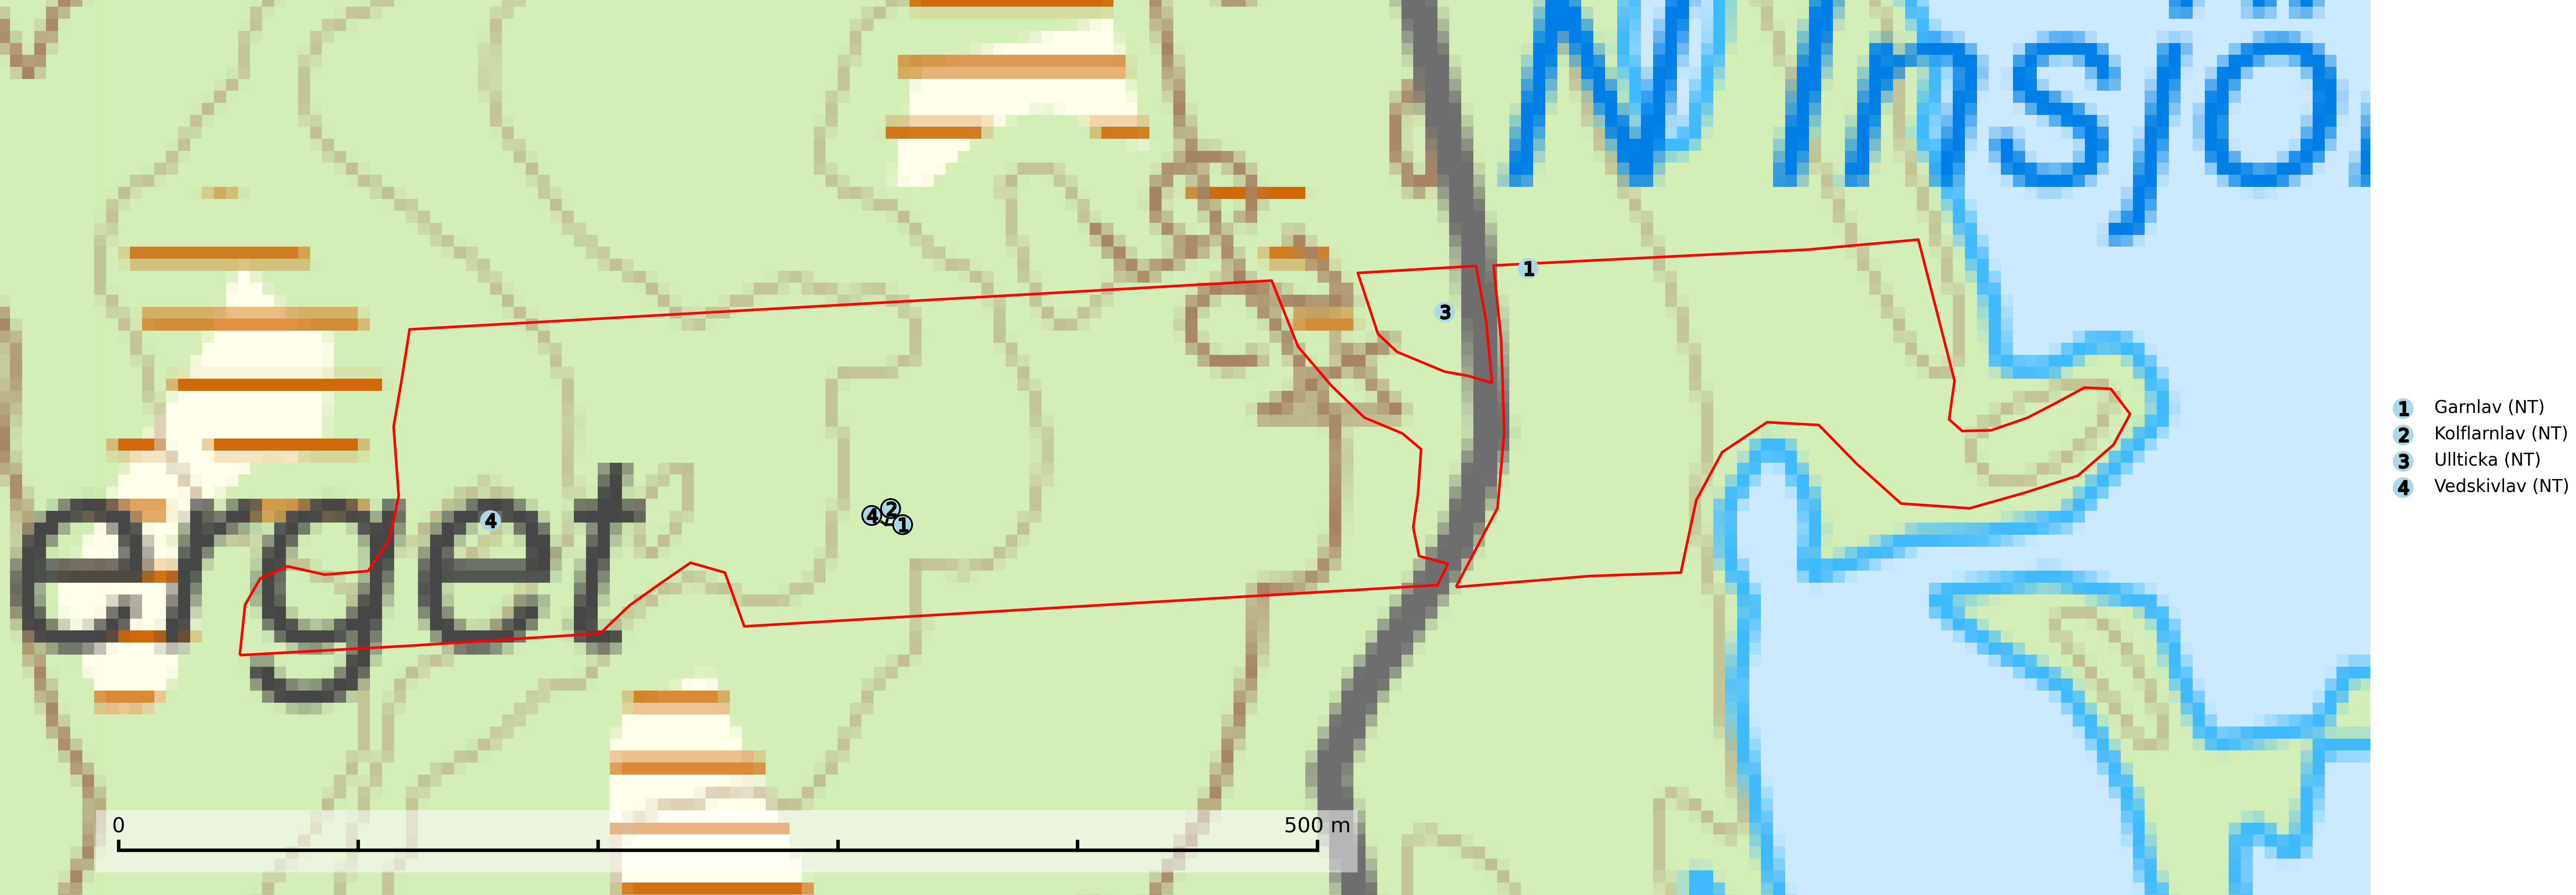 Ninsjö
1
3
erget
4
4
2
1
0
500 m
1 Garnlav (NT)
2 Kolflarnlav (NT)
3 Ullticka (NT)
4 Vedskivlav (NT)